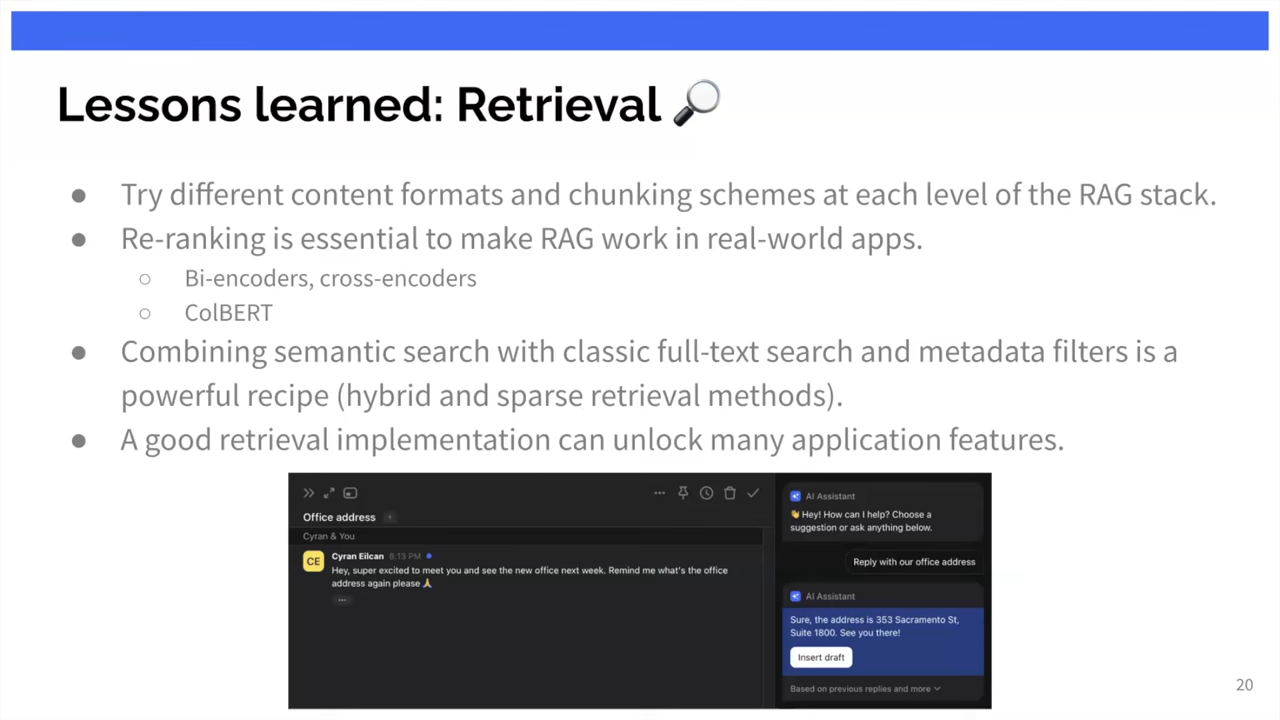 Lessons learned: Retrieval 🔎
● Try different content formats and chunking schemes at each level of the RAG stack.
● Re-ranking is essential to make RAG work in real-world apps.
○ Bi-encoders, cross-encoders
○ ColBERT
● Combining semantic search with classic full-text search and metadata filters is a
powerful recipe (hybrid and sparse retrieval methods).
● A good retrieval implementation can unlock many application features.
Office address
Cyran & You
CE
Cyran Eilcan 6:13 PM
Hey, super excited to meet you and see the new office next week. Remind me what's the office
address again please 🙏
AI Assistant
👋 Hey! How can I help? Choose a
suggestion or ask anything below.
Reply with our office address
AI Assistant
Sure, the address is 353 Sacramento St,
Suite 1800. See you there!
Insert draft
Based on previous replies and more
20